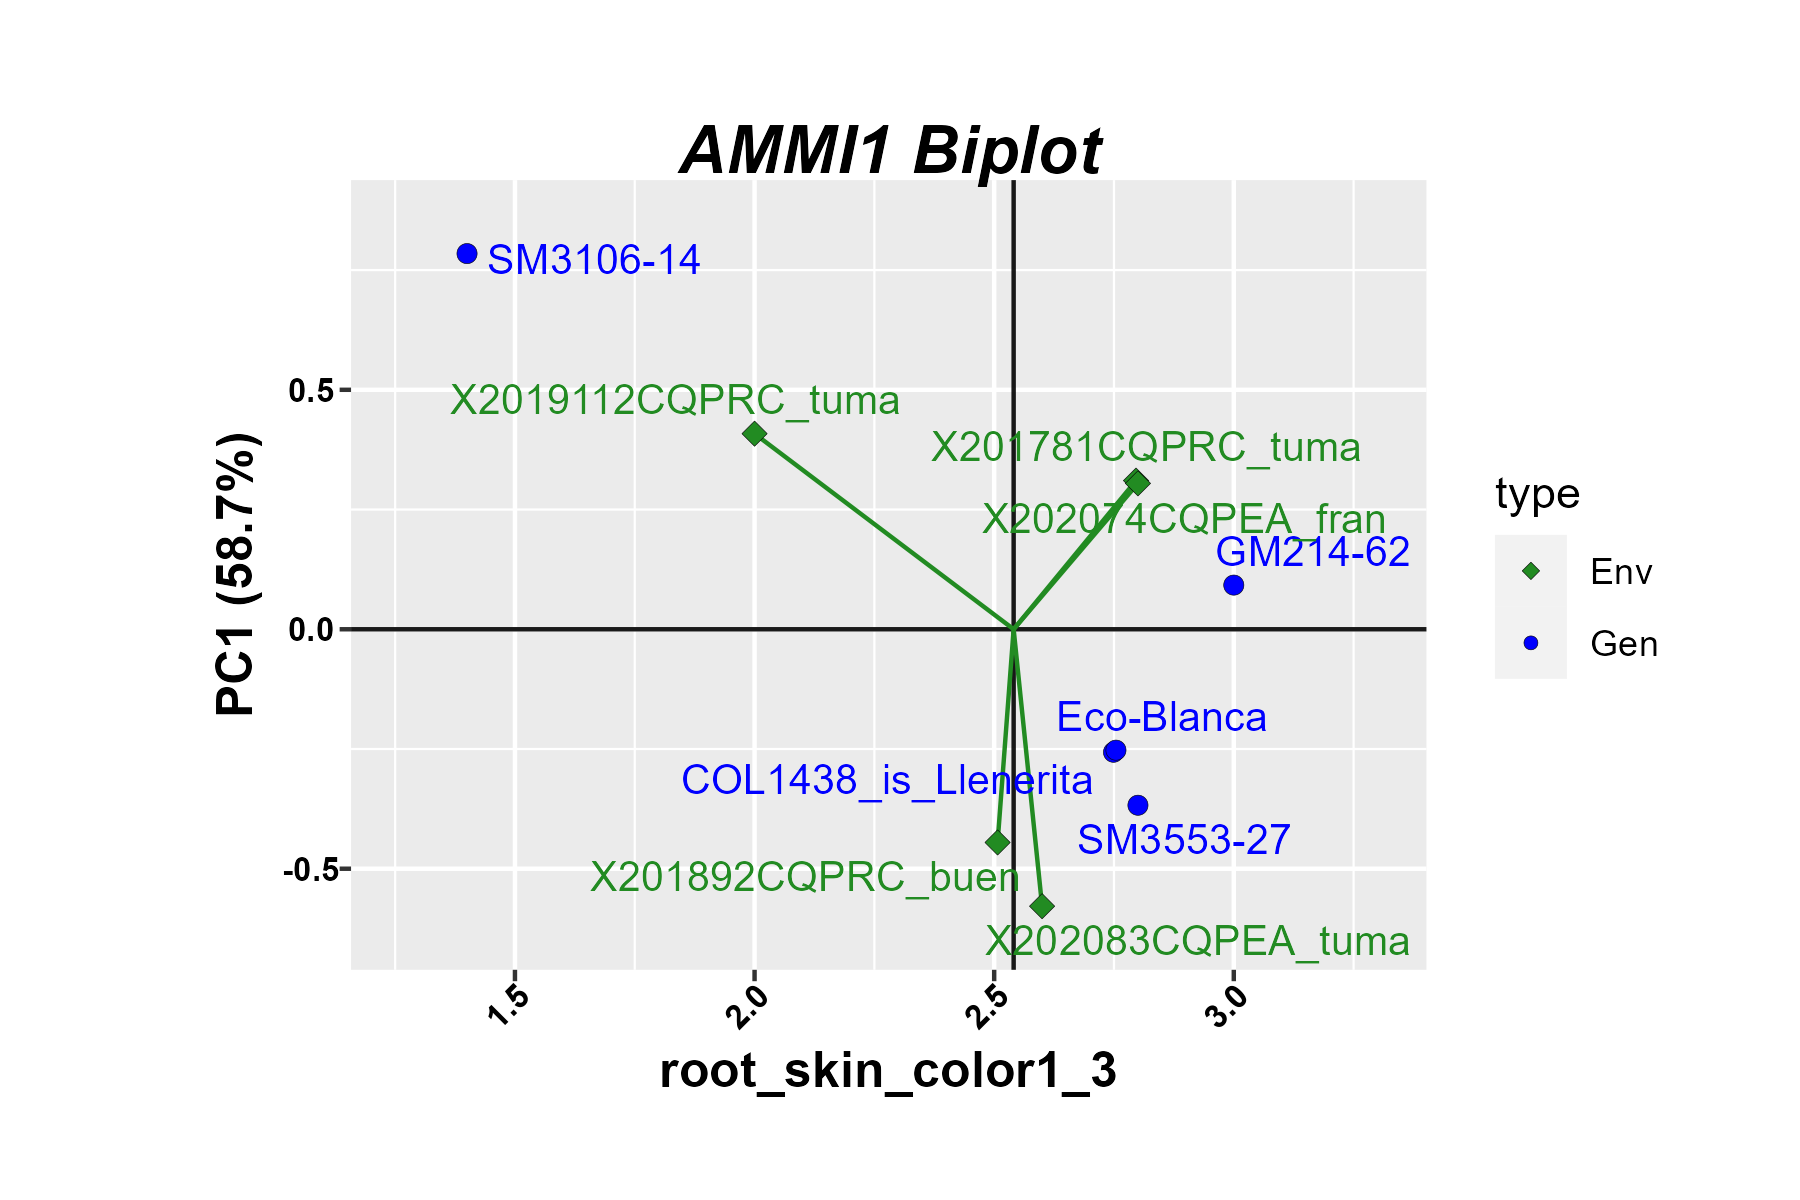 AMMI1 Biplot
SM3106-14
0.5
X2019112CQPRC_tuma
X201781CQPRC_tuma
X202074CQPEA_fran
GM214-62
0.0
PC1 (58.7%)
Eco-Blanca
COL1438_is_Llenerita
SM3553-27
-0.5
X201892CQPRC_buen
X202083CQPEA_tuma
1.5
2.0
2.5
3.0
root_skin_color1_3
type
Env
Gen